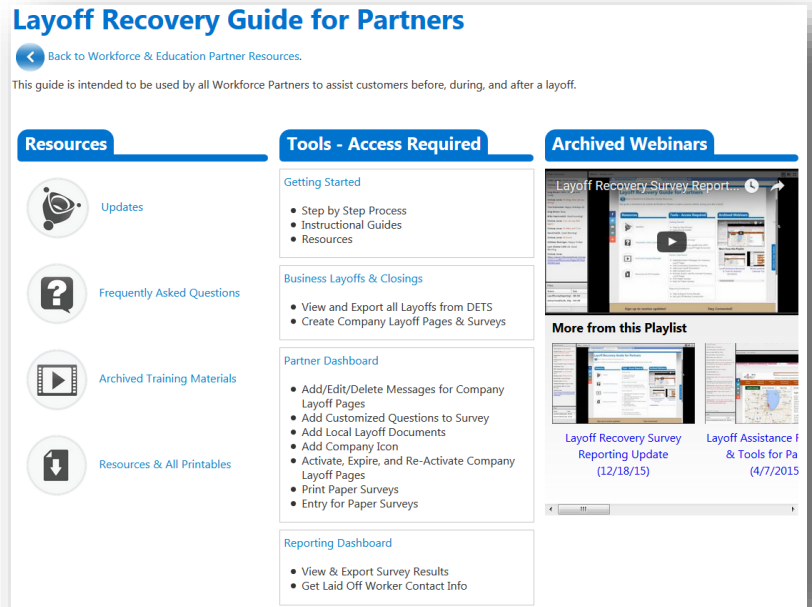 Layoff Recovery Guide for Partners
Back to Workforce & Education Partner Resources.
This guide is intended to be used by all Workforce Partners to assist customers before, during, and after a layoff.
Resources
Updates
Frequently Asked Questions
Archived Training Materials
Resources & All Printables
Tools - Access Required
Getting Started
Step by Step Process
Instructional Guides
Resources
Business Layoffs & Closings
View and Export all Layoffs from DETS
Create Company Layoff Pages & Surveys
Partner Dashboard
Add/Edit/Delete Messages for Company
Layoff Pages
Add Customized Questions to Survey
Add Local Layoff Documents
Add Company Icon
Activate, Expire, and Re-Activate Company
Layoff Pages
Print Paper Surveys
Entry for Paper Surveys
Reporting Dashboard
View & Export Survey Results
Get Laid Off Worker Contact Info
Archived Webinars
Layoff Recovery Survey Report...
More from this Playlist
Layoff Recovery Survey
Reporting Update
(12/18/15)
Layoff Assistance
& Tools for Pa
(4/7/2015